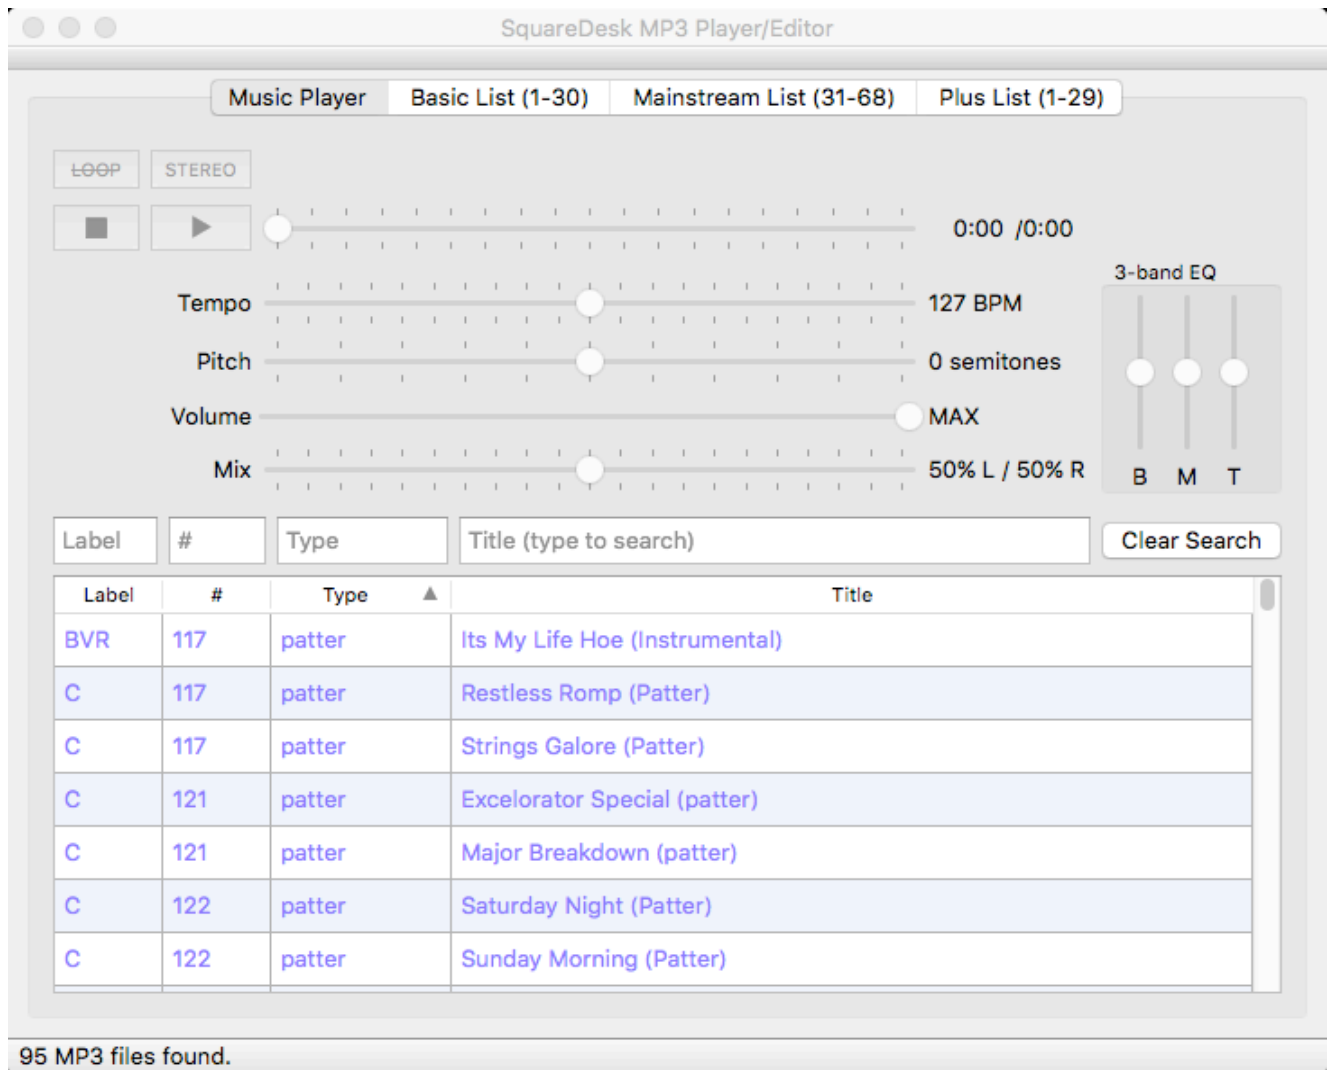 SquareDesk MP3 Player/Editor
Music Player Basic List (1-30) Mainstream List (31-68) Plus List (1-29)
LOOP STEREO
0:00 /0:00
3-band EQ
Tempo 127 BPM
Pitch 0 semitones
Volume MAX
Mix 50% L / 50% R
B M T
Label # Type Title (type to search) Clear Search
Label # Type Title
BVR 117 patter Its My Life Hoe (Instrumental)
C 117 patter Restless Romp (Patter)
C 117 patter Strings Galore (Patter)
C 121 patter Excelorator Special (patter)
C 121 patter Major Breakdown (patter)
C 122 patter Saturday Night (Patter)
C 122 patter Sunday Morning (Patter)
95 MP3 files found.